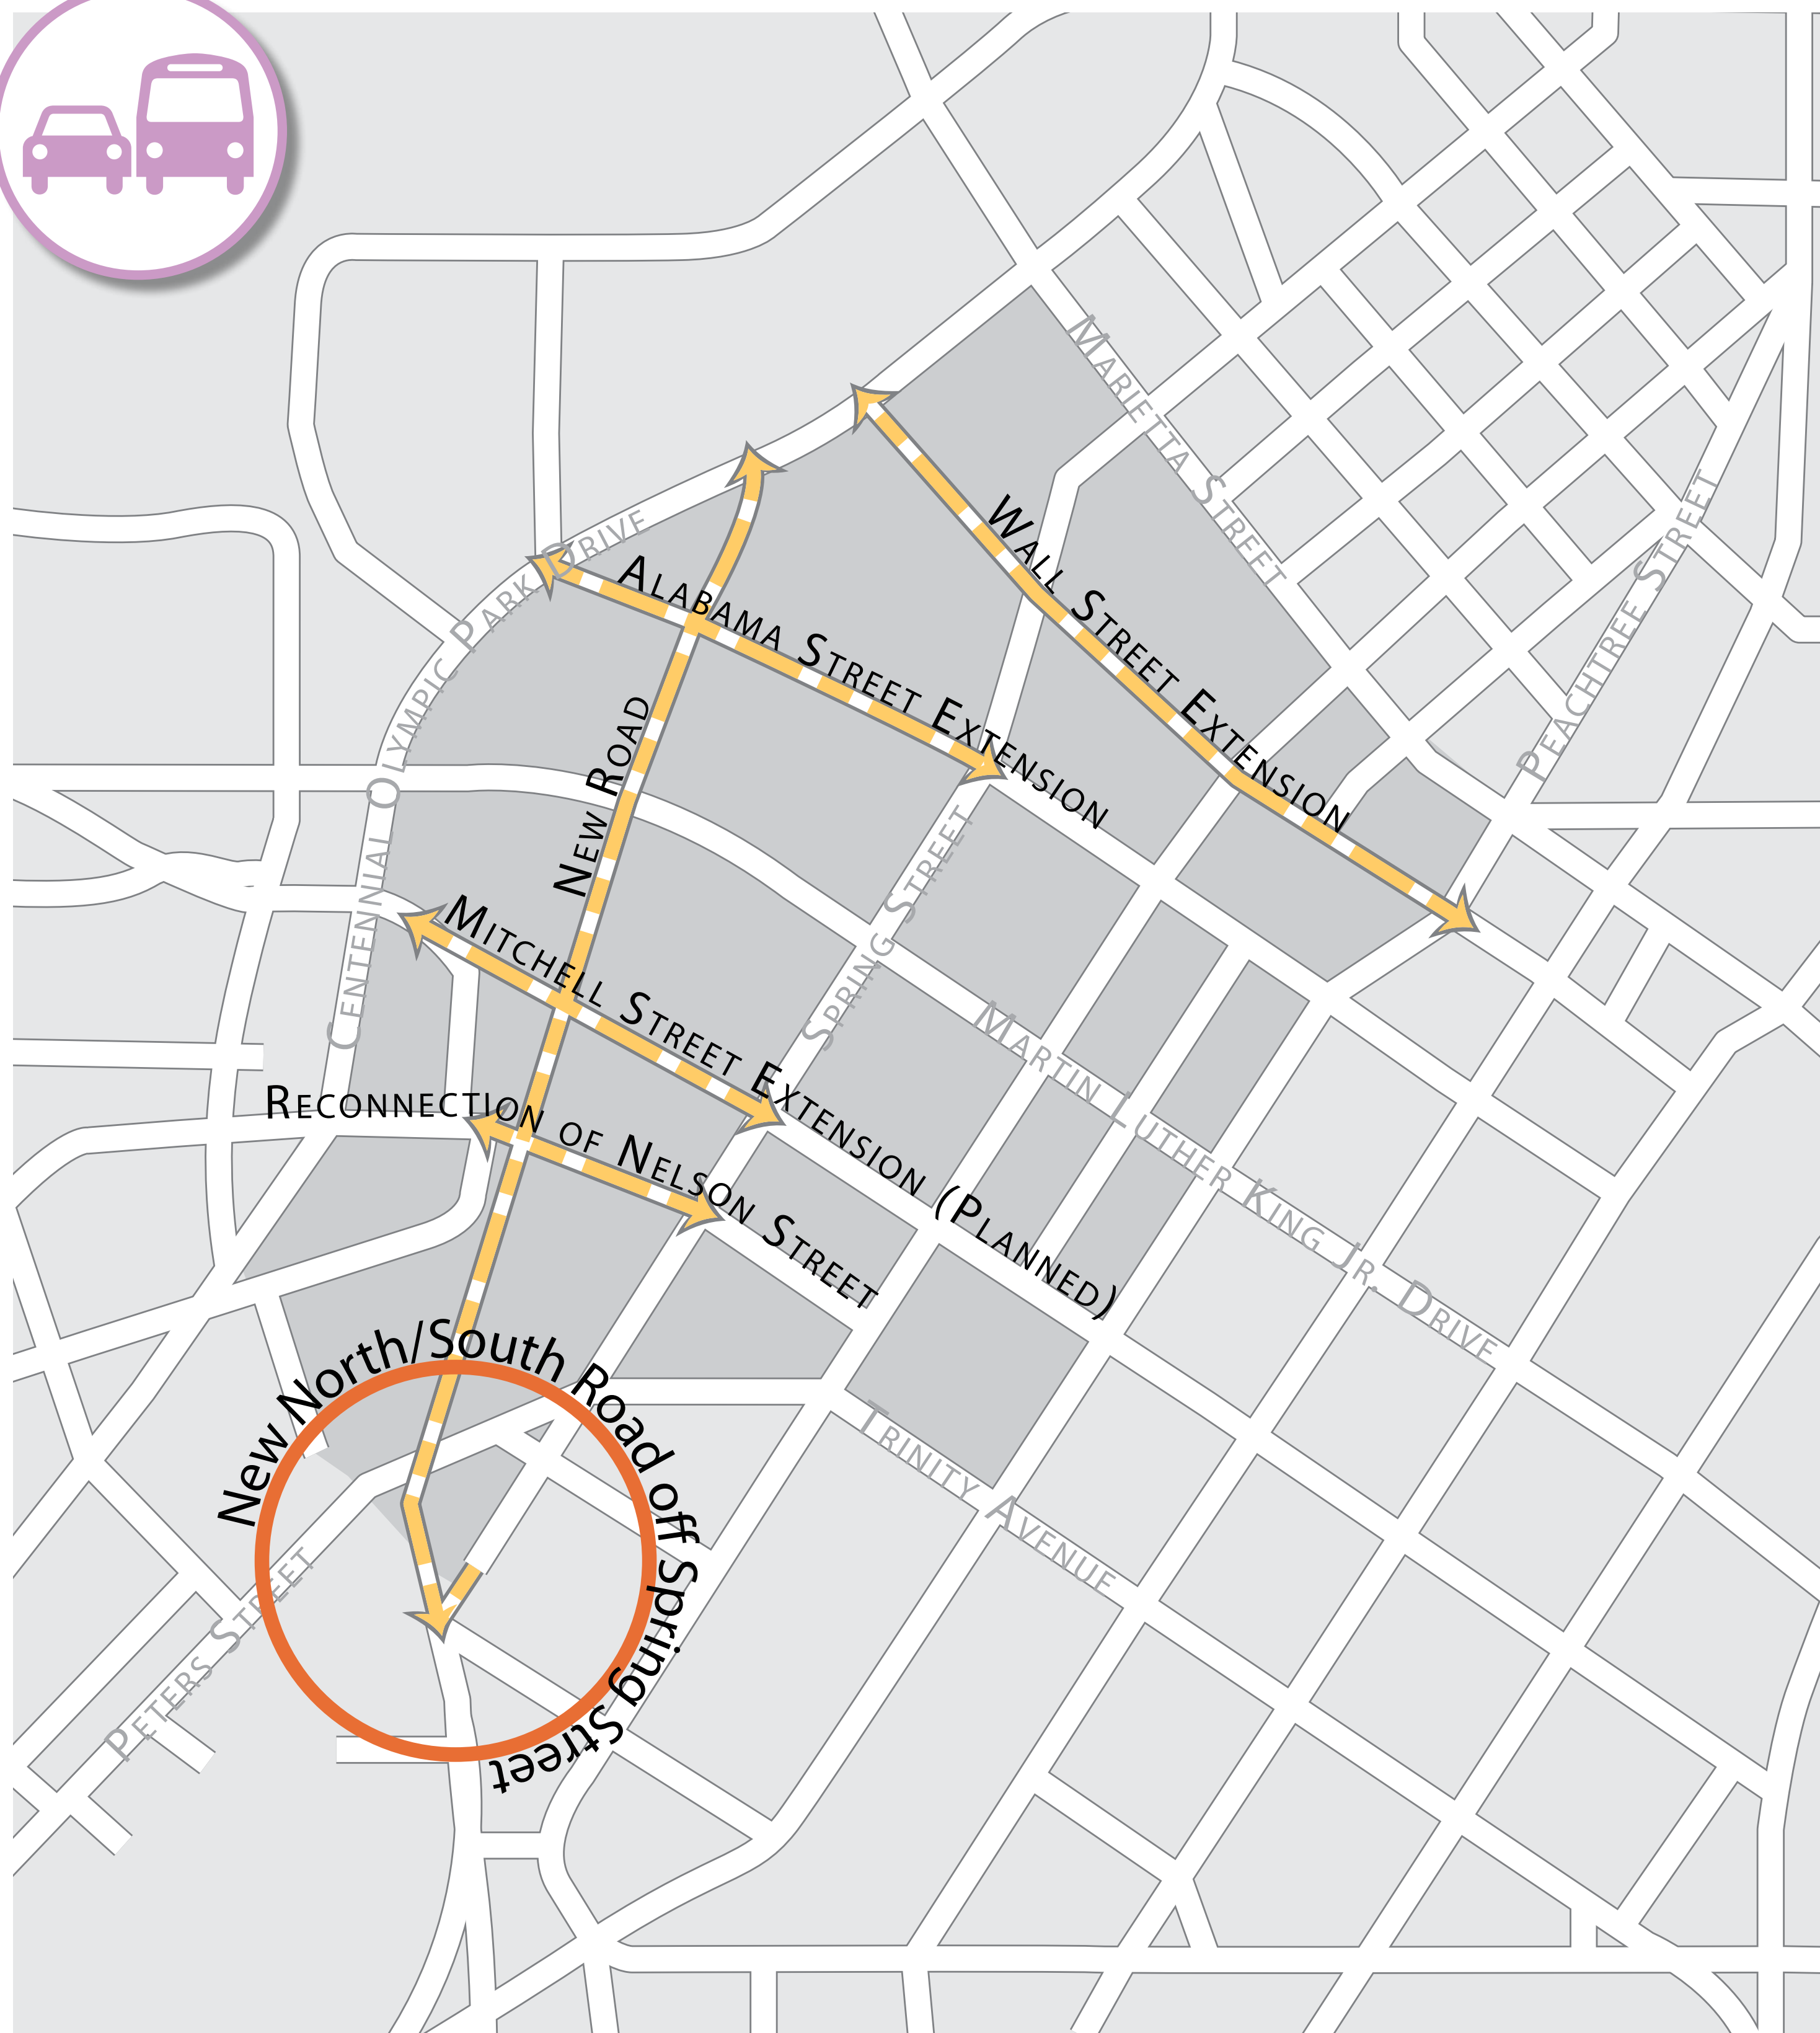 Marietta Street
Wall Street Extension
Centennial Olympic Park Drive
Alabama Street Extension
Peachtree Street
New Road
Spring Street
Mitchell Street Extension (Planned)
Martin Luther King Jr. Drive
Reconnection of Nelson Street
New North/South Road off Spring Street
Trinity Avenue
Peters Street